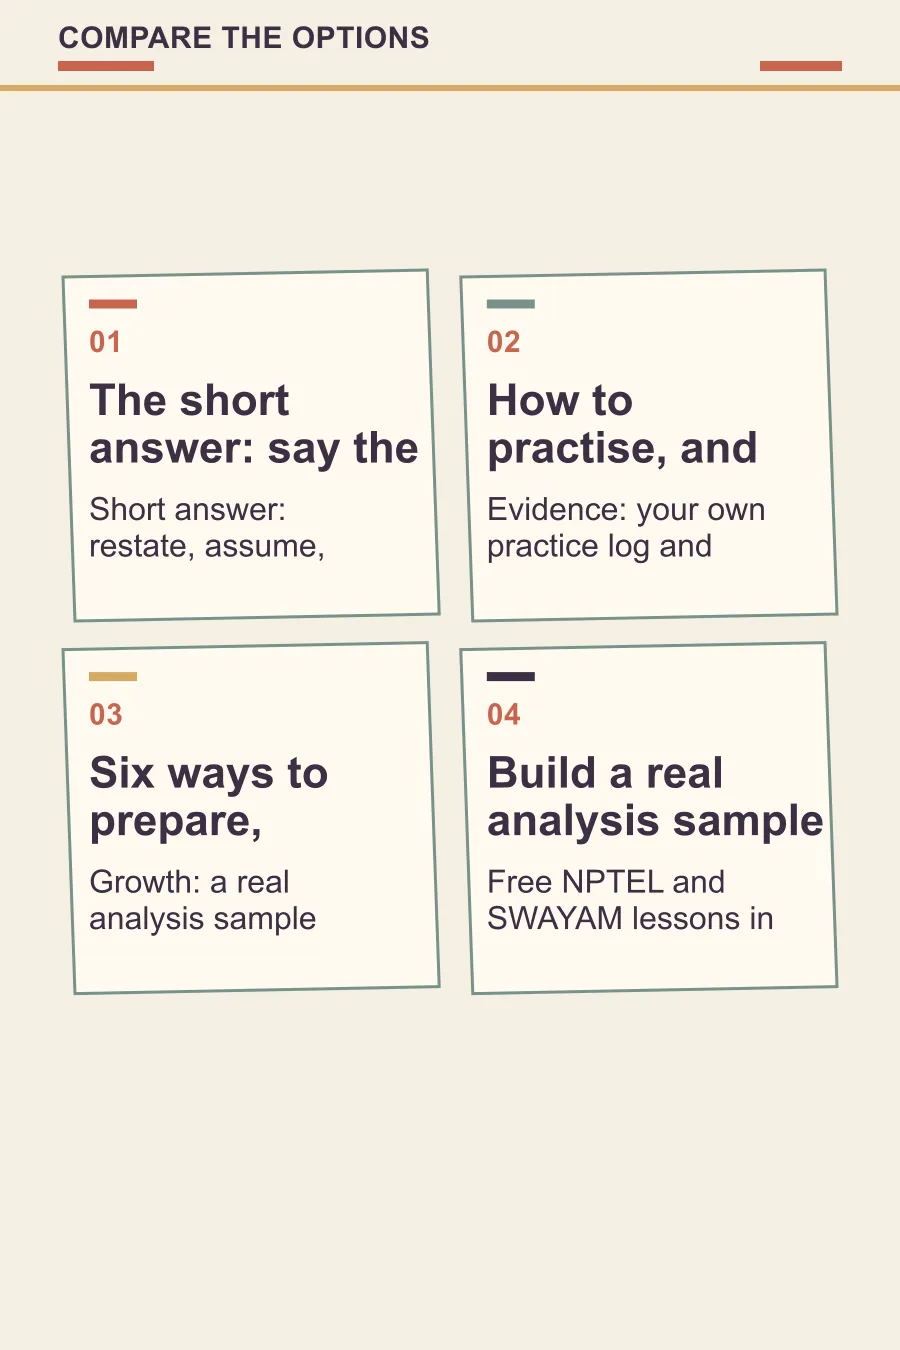 COMPARE THE OPTIONS
01
The short
answer: say the
Short answer:
restate, assume,
02
How to
practise, and
Evidence: your own
practice log and
03
Six ways to
prepare,
Growth: a real
analysis sample
04
Build a real
analysis sample
Free NPTEL and
SWAYAM lessons in